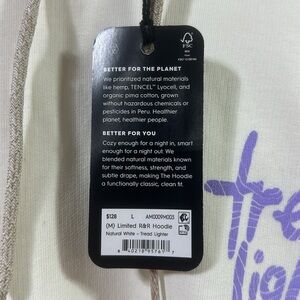 FSC
BETTER FOR THE PLANET
We prioritized natural materials
like hemp, TENCEL™ Lyocell, and
organic pima cotton, grown
without hazardous chemicals or
pesticides in Peru. Healthy
planet, healthier people.
BETTER FOR YOU
Cozy enough for a night in, smart
enough for a night out: We
blended natural materials known
for their softness, strength, and
subtle drape, making The Hoodie
a functionally classic, clean fit.
$128 L AM0009M003
(M) Limited R&R Hoodie
Natural White - Tread Lighter